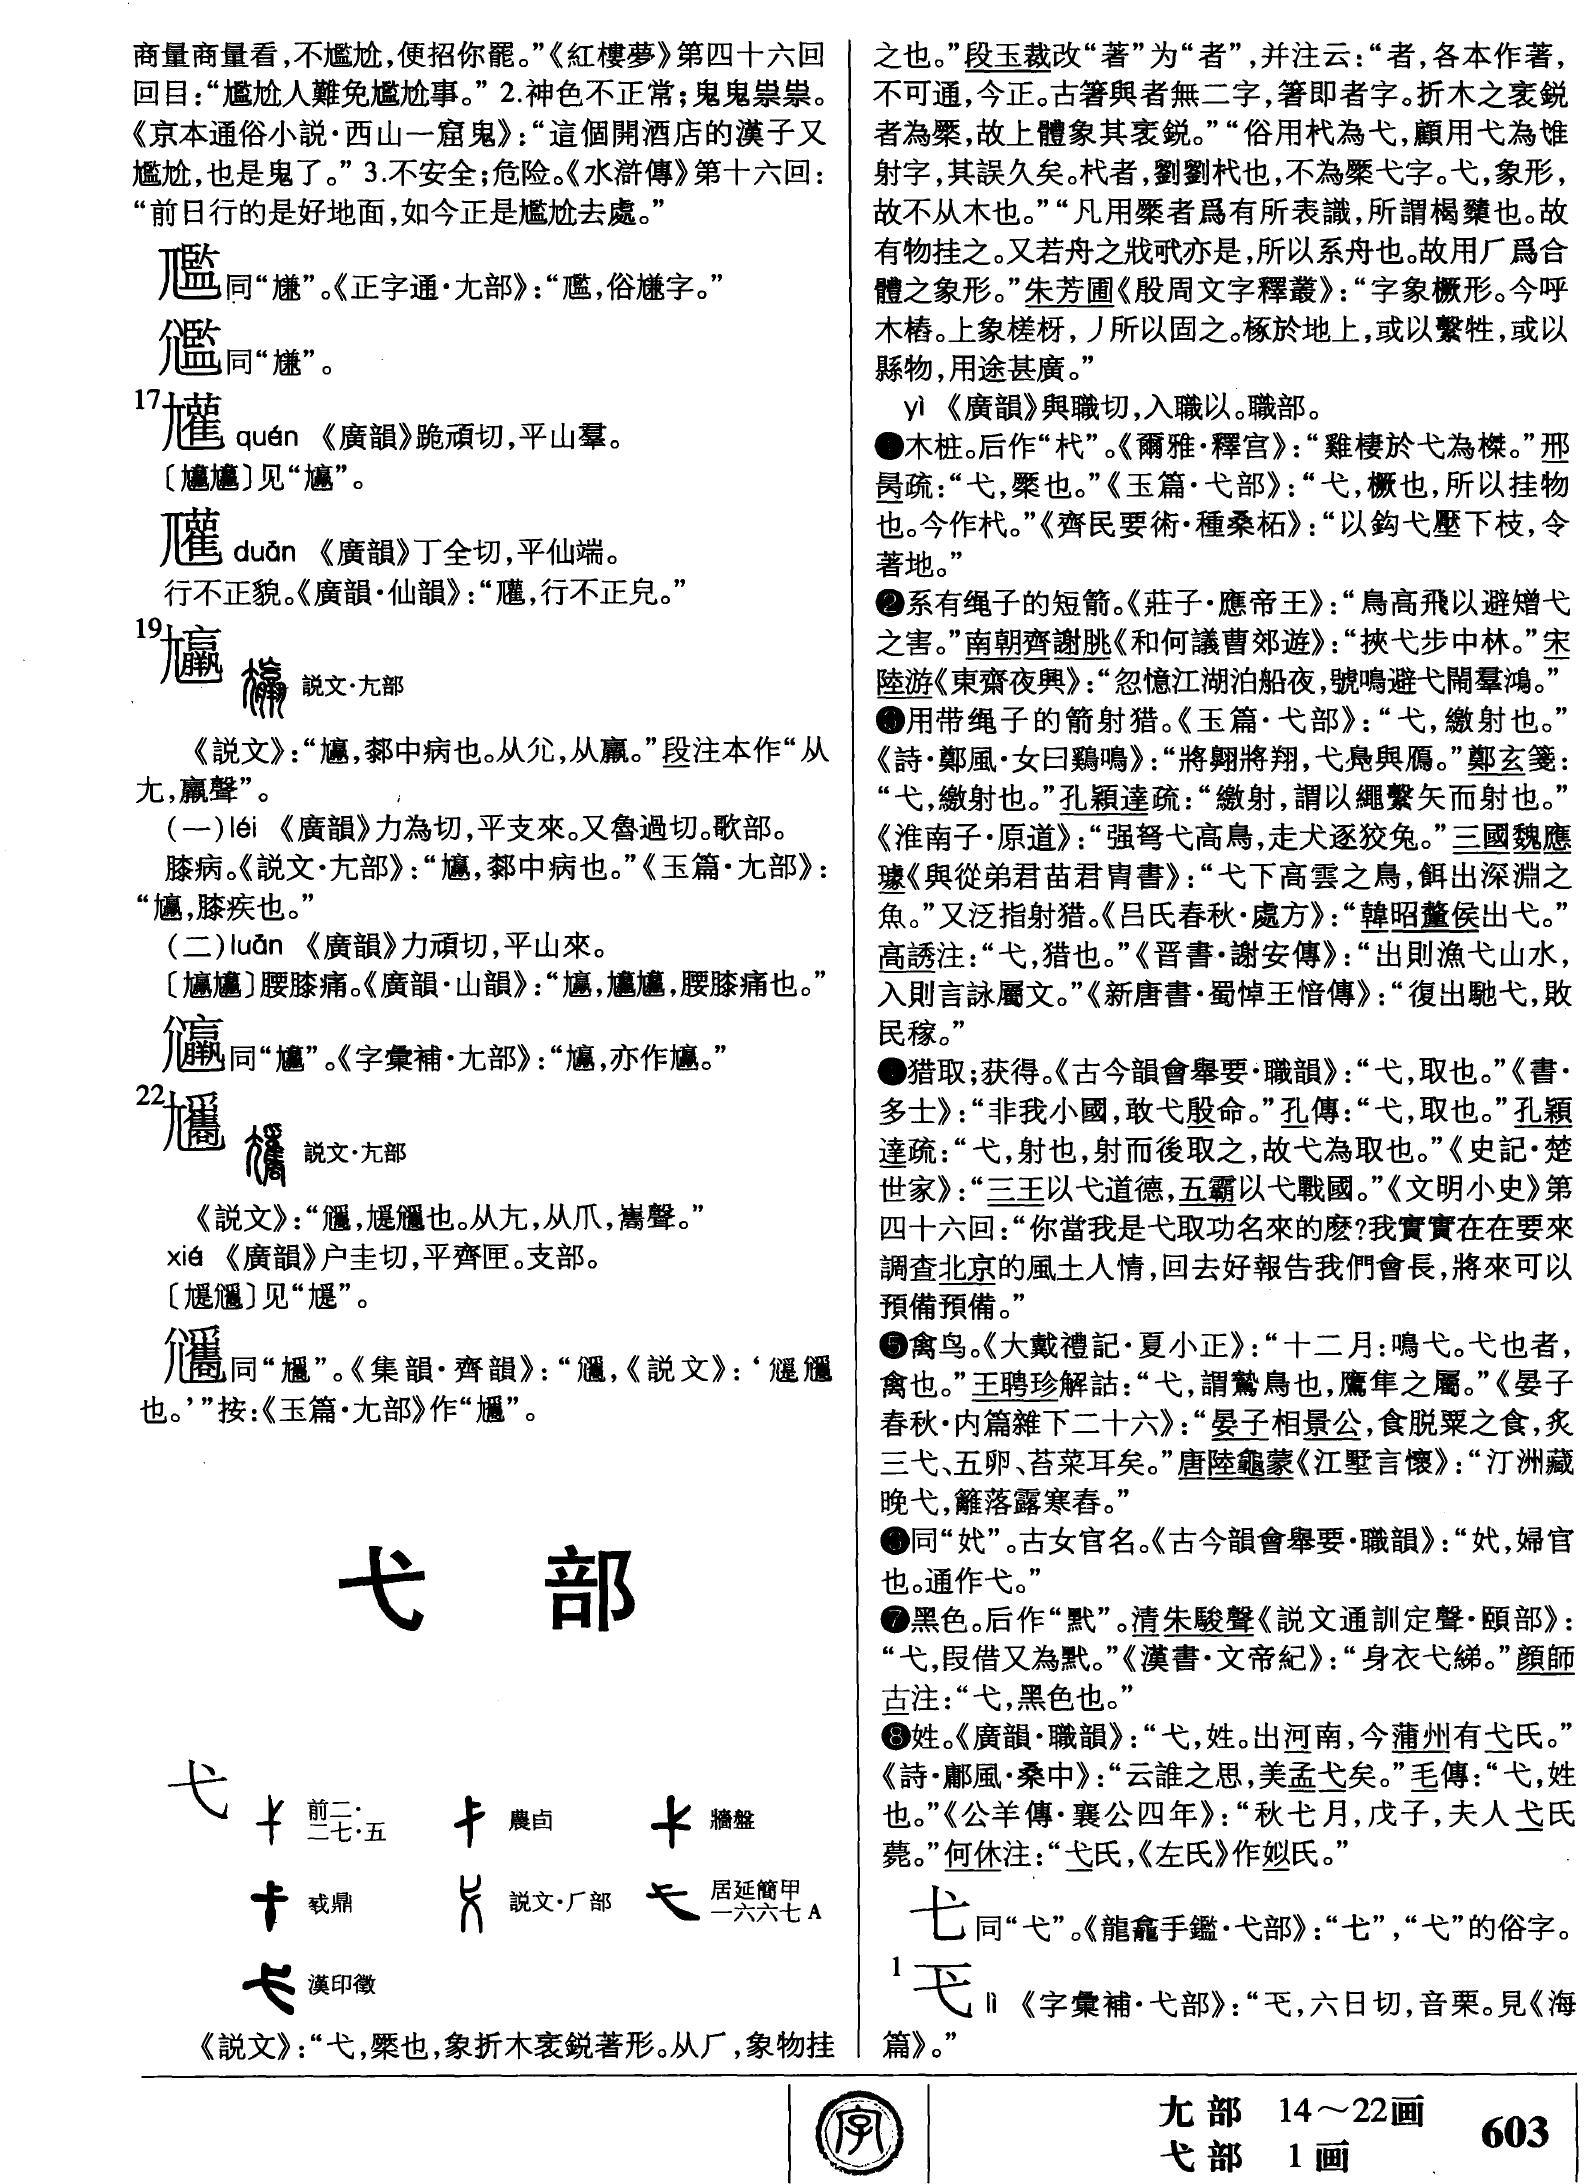 商量商量看,不尷尬,便招你罷。”《紅樓夢》第四十六回
回目:“尷尬人難免尷尬事。” 2.神色不正常;鬼鬼祟祟。
《京本通俗小説·西山一窟鬼》:“這個開酒店的漢子又
尷尬,也是鬼了。” 3.不安全;危险。《水滸傳》第十六回:
“前日行的是好地面,如今正是尷尬去處。”
同“尲”。《正字通·尢部》:“,俗尲字。”
同“尲”。
17
quán 《廣韻》跪頑切,平山羣。
〔〕见“”。
duān 《廣韻》丁全切,平仙端。
行不正貌。《廣韻·仙韻》:“,行不正皃。”
19
説文·尣部
《説文》:“,厀中病也。从尣,从羸。”段注本作“从
尢,羸聲”。
(一)léi 《廣韻》力為切,平支來。又魯過切。歌部。
膝病。《説文·尣部》:“,厀中病也。”《玉篇·尢部》:
“,膝疾也。”
(二)luán 《廣韻》力頑切,平山來。
〔〕腰膝痛。《廣韻·山韻》:“,,腰膝痛也。”
同“”。《字彙補·尢部》:“,亦作。”
22
説文·尣部
《説文》:“,也。从尣,从爪,巂聲。”
xié 《廣韻》户圭切,平齊匣。支部。
〔〕见“”。
同“”。《集韻·齊韻》:“,《説文》:‘
也。’”按:《玉篇·尢部》作“”。
弋 部
弋
前二·二七·五 農卣 牆盤
㦰鼎 説文·厂部 居延簡甲一六六七A
漢印徵
《説文》:“弋,橜也,象折木衺鋭著形。从厂,象物挂
之也。”段玉裁改“著”为“者”,并注云:“者,各本作著,
不可通,今正。古箸與者無二字,箸即者字。折木之衺鋭
者為橜,故上體象其衺鋭。”“俗用杙為弋,顧用弋為隿
射字,其誤久矣。杙者,劉劉杙也,不為橜弋字。弋,象形,
故不从木也。”“凡用橜者爲有所表識,所謂楬櫫也。故
有物挂之。又若舟之戕牁亦是,所以系舟也。故用厂爲合
體之象形。”朱芳圃《殷周文字釋叢》:“字象橛形。今呼
木樁。上象槎枒,丿所以固之。椓於地上,或以繫牲,或以
縣物,用途甚廣。”
yì 《廣韻》與職切,入職以。職部。
❶木桩。后作“杙”。《爾雅·釋宫》:“雞棲於弋為榤。”邢
昺疏:“弋,橜也。”《玉篇·弋部》:“弋,橛也,所以挂物
也。今作杙。”《齊民要術·種桑柘》:“以鈎弋壓下枝,令
著地。”
❷系有绳子的短箭。《莊子·應帝王》:“鳥高飛以避矰弋
之害。”南朝齊謝朓《和何議曹郊遊》:“挾弋步中林。”宋
陸游《東齋夜興》:“忽憶江湖泊船夜,號鳴避弋鬧羣鴻。”
❸用带绳子的箭射猎。《玉篇·弋部》:“弋,繳射也。”
《詩·鄭風·女曰鷄鳴》:“將翺將翔,弋鳧與鴈。”鄭玄箋:
“弋,繳射也。”孔穎達疏:“繳射,謂以繩繫矢而射也。”
《淮南子·原道》:“强弩弋高鳥,走犬逐狡兔。”三國魏應
璩《與從弟君苗君胄書》:“弋下高雲之鳥,餌出深淵之
魚。”又泛指射猎。《吕氏春秋·處方》:“韓昭釐侯出弋。”
高誘注:“弋,猎也。”《晋書·謝安傳》:“出則漁弋山水,
入則言詠屬文。”《新唐書·蜀悼王愔傳》:“復出馳弋,敗
民稼。”
❹猎取;获得。《古今韻會舉要·職韻》:“弋,取也。”《書·
多士》:“非我小國,敢弋殷命。”孔傳:“弋,取也。”孔穎
達疏:“弋,射也,射而後取之,故弋為取也。”《史記·楚
世家》:“三王以弋道德,五霸以弋戰國。”《文明小史》第
四十六回:“你當我是弋取功名來的麽?我實實在在要來
調查北京的風土人情,回去好報告我們會長,將來可以
預備預備。”
❺禽鸟。《大戴禮記·夏小正》:“十二月:鳴弋。弋也者,
禽也。”王聘珍解詁:“弋,謂鷙鳥也,鷹隼之屬。”《晏子
春秋·内篇雜下二十六》:“晏子相景公,食脱粟之食,炙
三弋、五卵、苔菜耳矣。”唐陸龜蒙《江墅言懷》:“汀洲藏
晚弋,籬落露寒舂。”
❻同“㚤”。古女官名。《古今韻會舉要·職韻》:“㚤,婦官
也。通作弋。”
❼黑色。后作“黓”。清朱駿聲《説文通訓定聲·頤部》:
“弋,叚借又為黓。”《漢書·文帝紀》:“身衣弋綈。”顔師
古注:“弋,黑色也。”
❽姓。《廣韻·職韻》:“弋,姓。出河南,今蒲州有弋氏。”
《詩·鄘風·桑中》:“云誰之思,美孟弋矣。”毛傳:“弋,姓
也。”《公羊傳·襄公四年》:“秋七月,戊子,夫人弋氏
薨。”何休注:“弋氏,《左氏》作姒氏。”
同“弋”。《龍龕手鑑·弋部》:“”,“弋”的俗字。
1
lì 《字彙補·弋部》:“,六日切,音栗。見《海
篇》。”
字
尢部 14～22画
弋部 1画
603